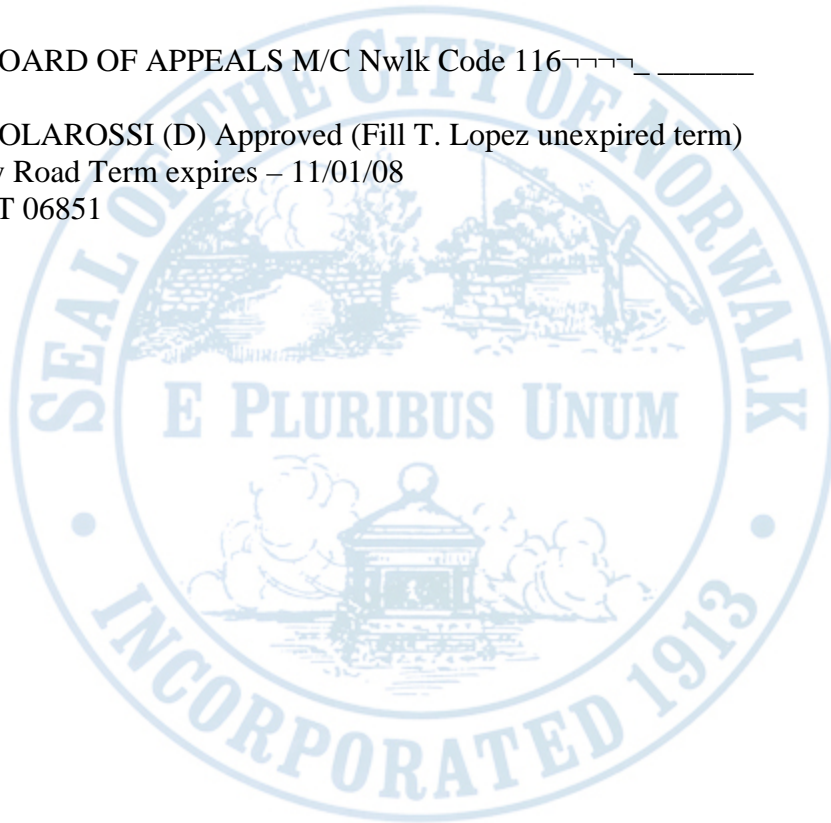 OARD OF APPEALS M/C Nwlk Code 116¬¬¬¬_ ______
OLAROSSI (D) Approved (Fill T. Lopez unexpired term)
Road Term expires – 11/01/08
T 06851
SEAL OF THE CITY OF NORWALK
E PLURIBUS UNUM
INCORPORATED 1913